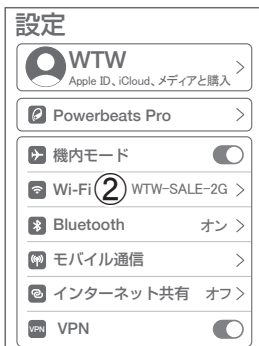 設定
WTW
Apple ID、iCloud、メディアと購入
Powerbeats Pro
機内モード
Wi-Fi ② WTW-SALE-2G
Bluetooth オン
モバイル通信
インターネット共有 オフ
VPN VPN